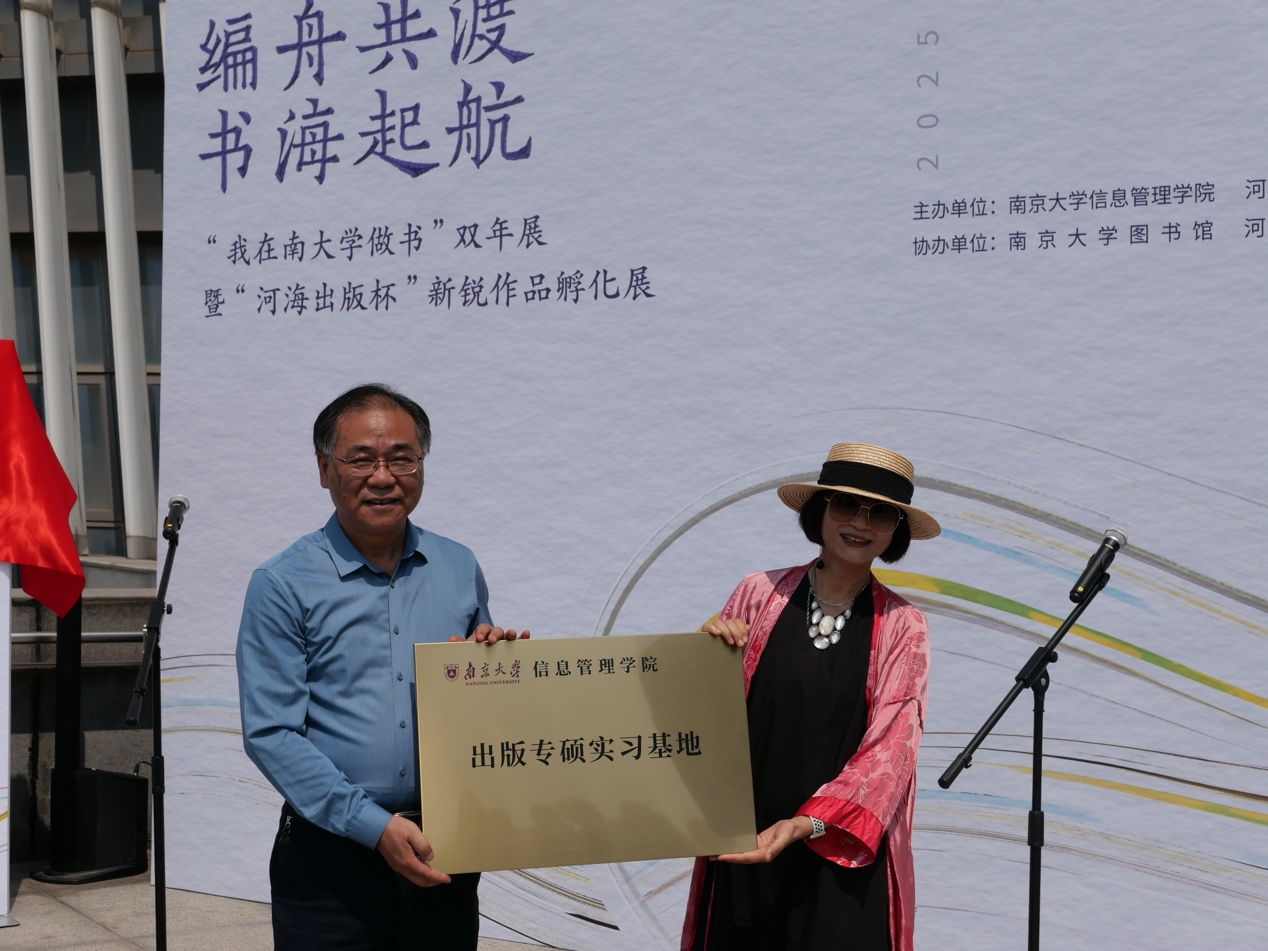 编舟共渡
书海起航
“我在南大学做书”双年展
暨“河海出版杯”新锐作品孵化展
2025
主办单位：南京大学信息管理学院 河
协办单位：南京大学图书馆 河
南京大学 信息管理学院
NANJING UNIVERSITY
出版专硕实习基地